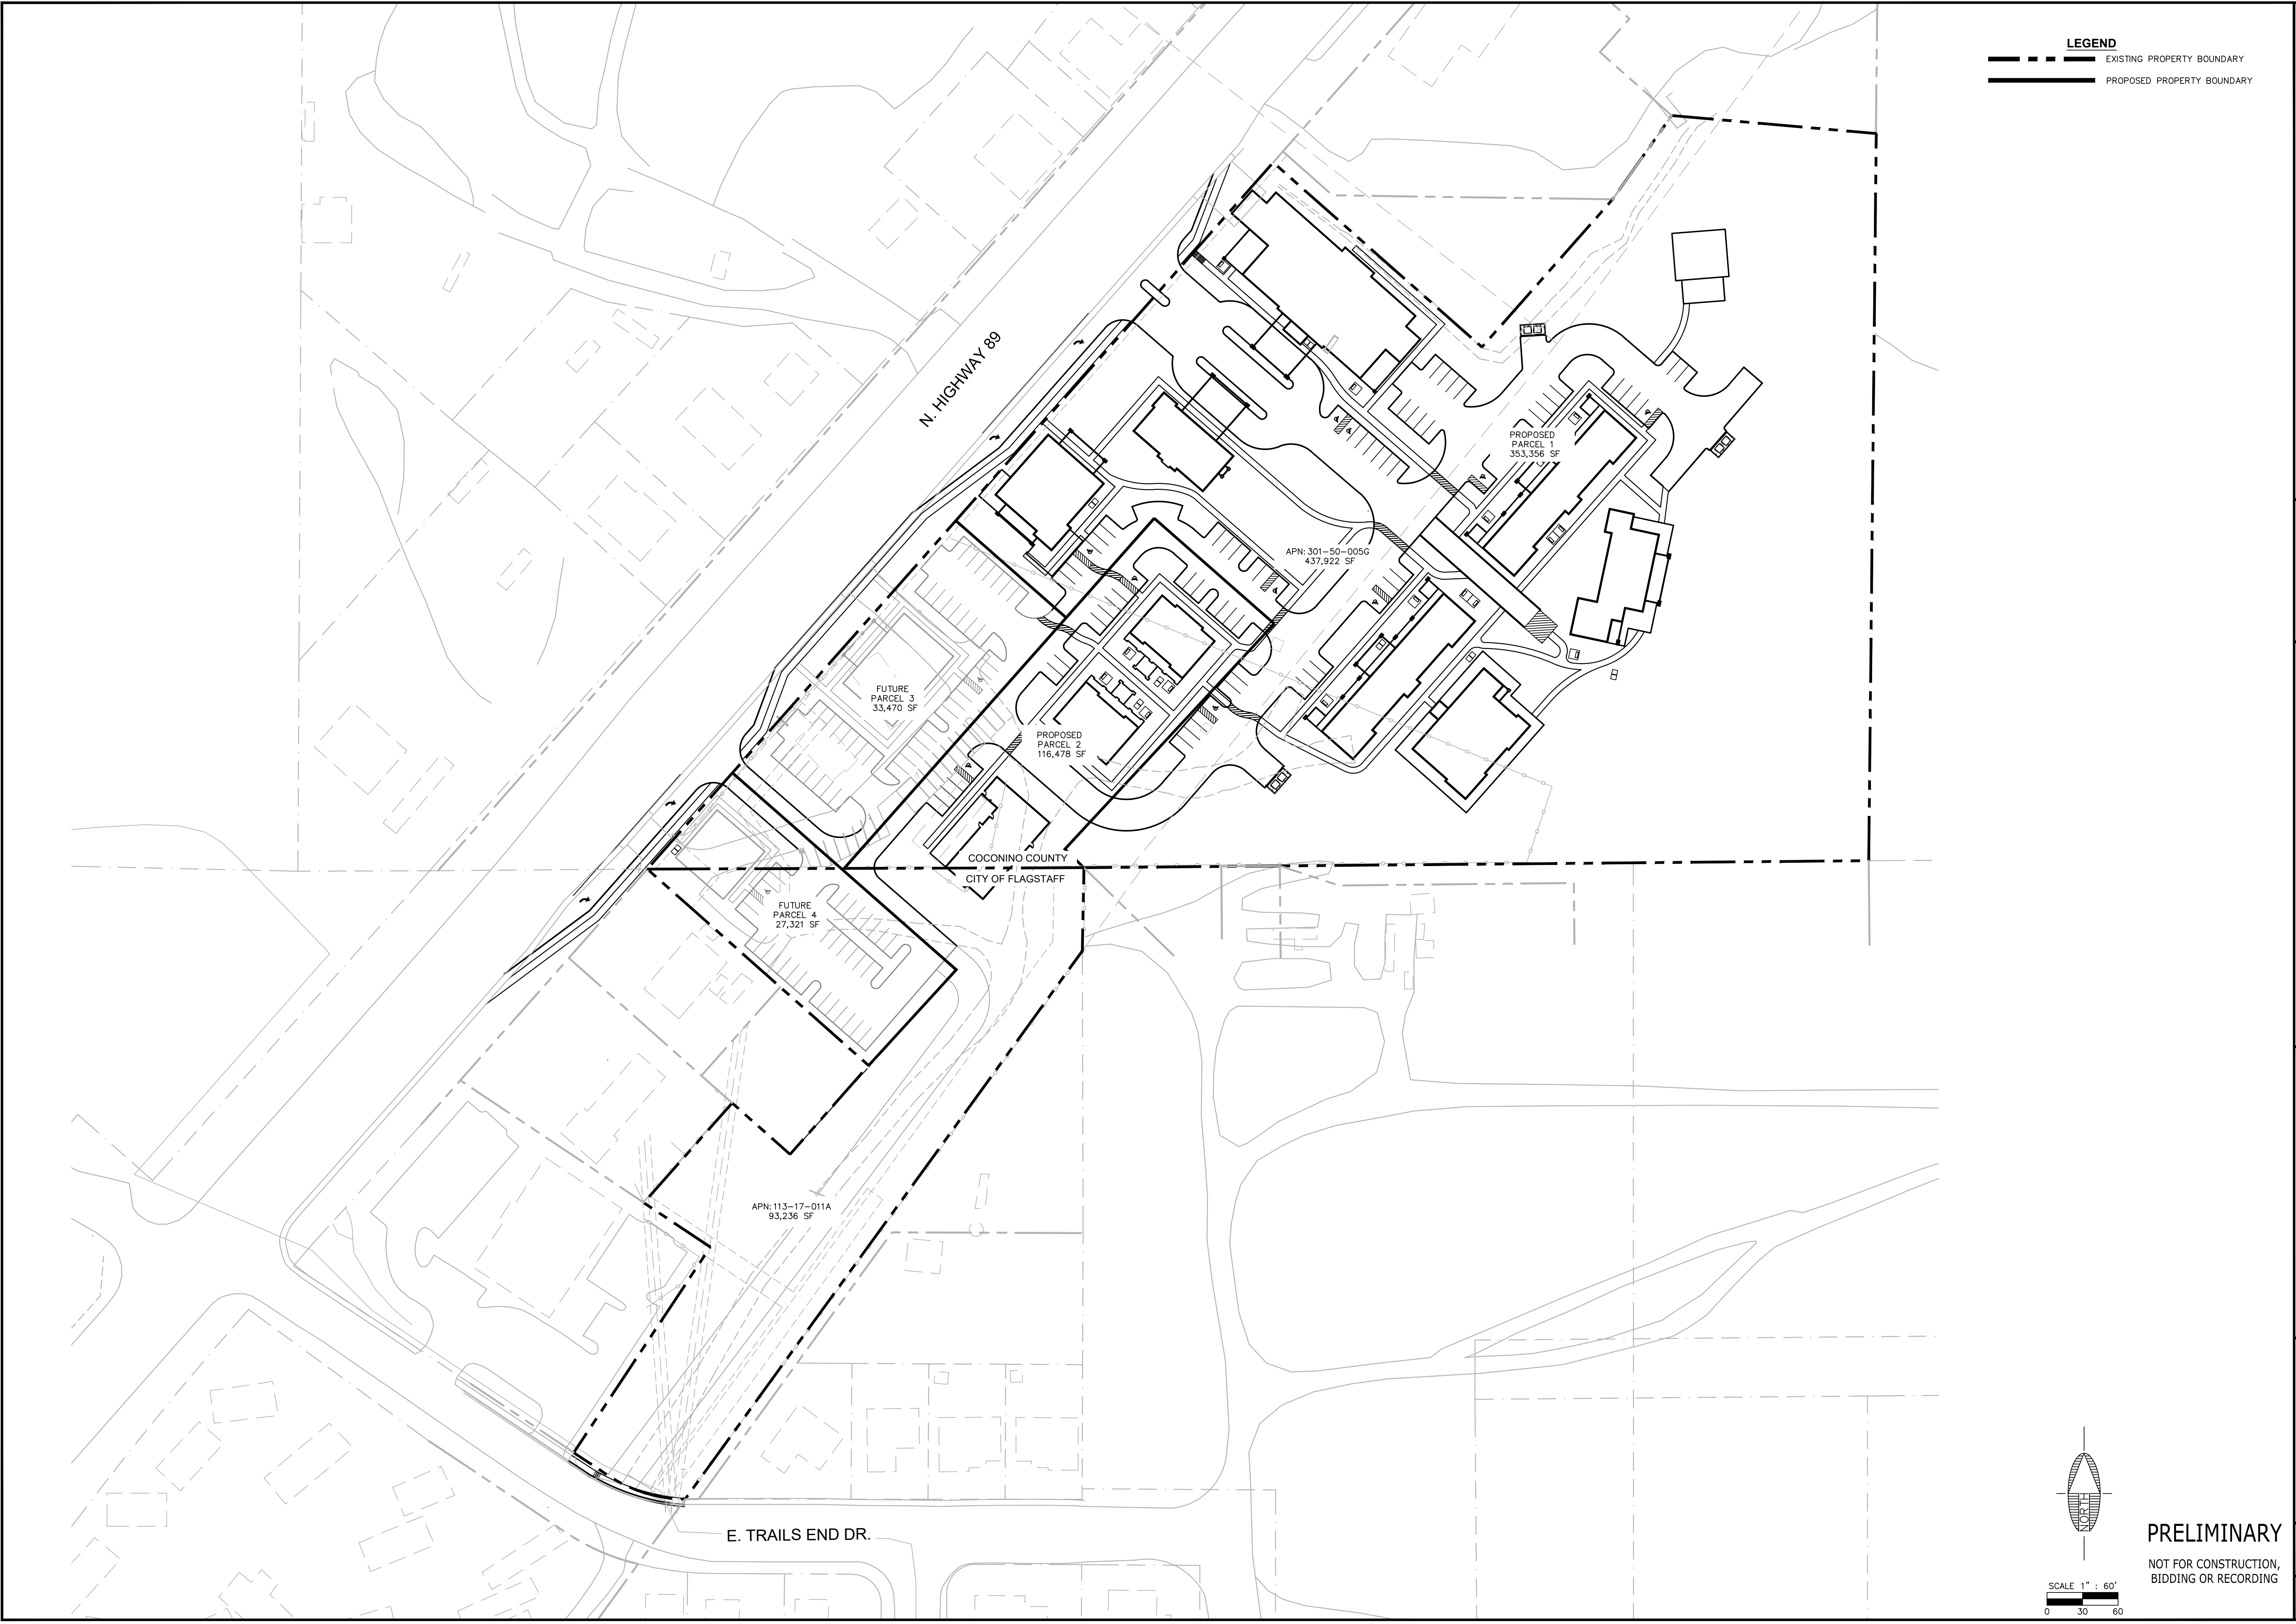 LEGEND
EXISTING PROPERTY BOUNDARY
PROPOSED PROPERTY BOUNDARY
N. HIGHWAY 89
PROPOSED
PARCEL 1
353,356 SF
APN: 301-50-005G
437,922 SF
FUTURE
PARCEL 3
33,470 SF
PROPOSED
PARCEL 2
116,478 SF
COCONINO COUNTY
CITY OF FLAGSTAFF
FUTURE
PARCEL 4
27,321 SF
APN: 113-17-011A
93,236 SF
E. TRAILS END DR.
NORTH
PRELIMINARY
NOT FOR CONSTRUCTION,
BIDDING OR RECORDING
SCALE 1" : 60'
0 30 60